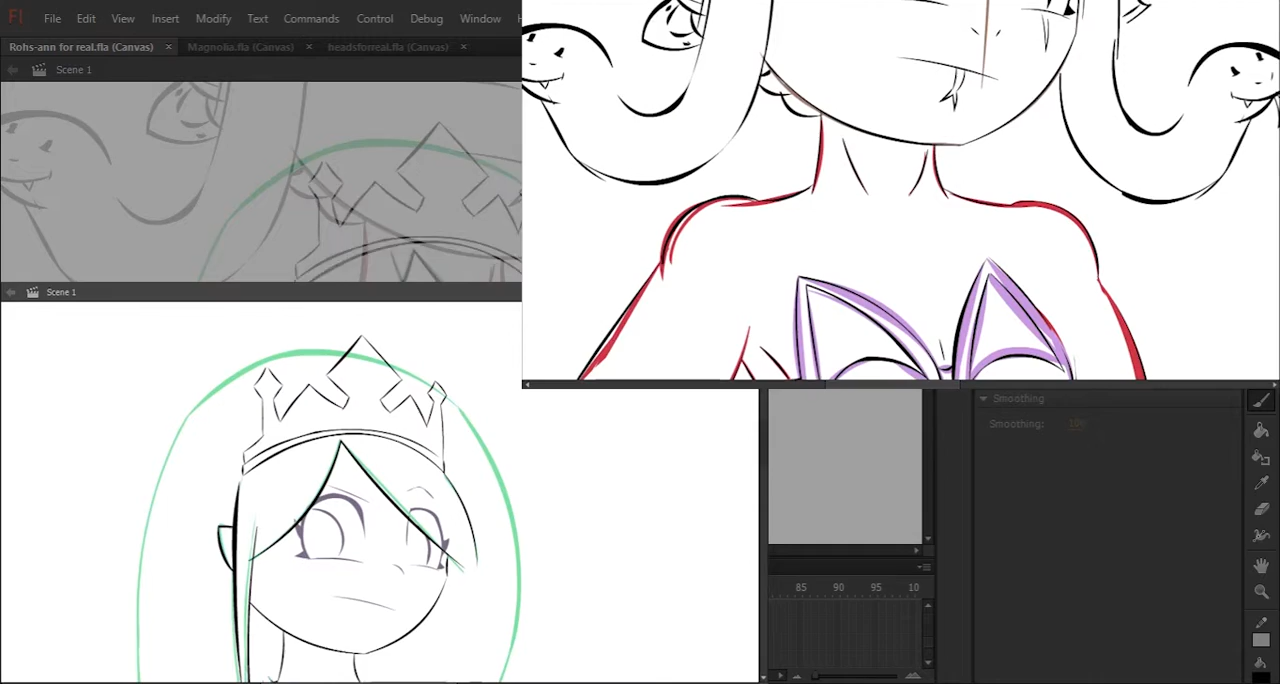 Fl File Edit View Insert Modify Text Commands Control Debug Window
Rohs-ann for real.fla (Canvas) × Magnolia.fla (Canvas) × headsforreal.fla (Canvas) ×
Scene 1
Scene 1
Smoothing
Smoothing:
85 90 95 10